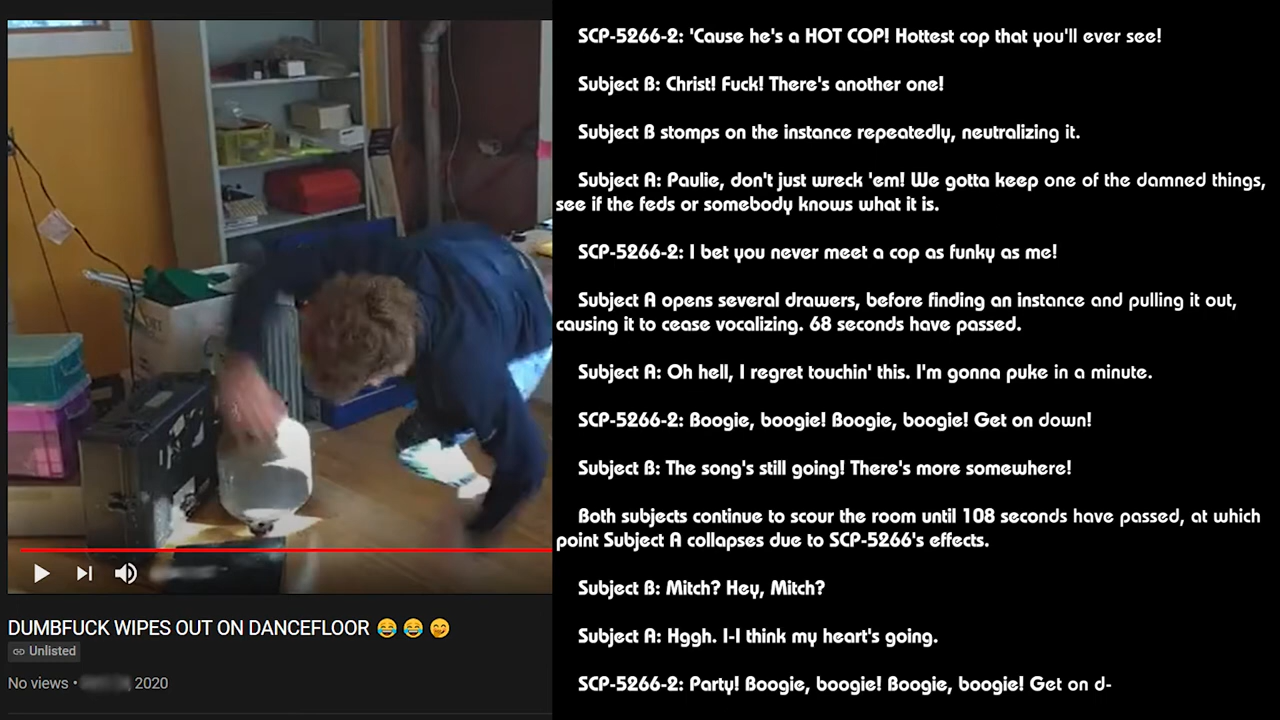 SCP-5266-2: 'Cause he's a HOT COP! Hottest cop that you'll ever see!
Subject B: Christ! Fuck! There's another one!
Subject B stomps on the instance repeatedly, neutralizing it.
Subject A: Paulie, don't just wreck 'em! We gotta keep one of the damned things,
see if the feds or somebody knows what it is.
SCP-5266-2: I bet you never meet a cop as funky as me!
Subject A opens several drawers, before finding an instance and pulling it out,
causing it to cease vocalizing. 68 seconds have passed.
Subject A: Oh hell, I regret touchin' this. I'm gonna puke in a minute.
SCP-5266-2: Boogie, boogie! Boogie, boogie! Get on down!
Subject B: The song's still going! There's more somewhere!
Both subjects continue to scour the room until 108 seconds have passed, at which
point Subject A collapses due to SCP-5266's effects.
Subject B: Mitch? Hey, Mitch?
Subject A: Hggh. I-I think my heart's going.
SCP-5266-2: Party! Boogie, boogie! Boogie, boogie! Get on d-
DUMBFUCK WIPES OUT ON DANCEFLOOR 😂 😂 🤭
Unlisted
No views • 2020